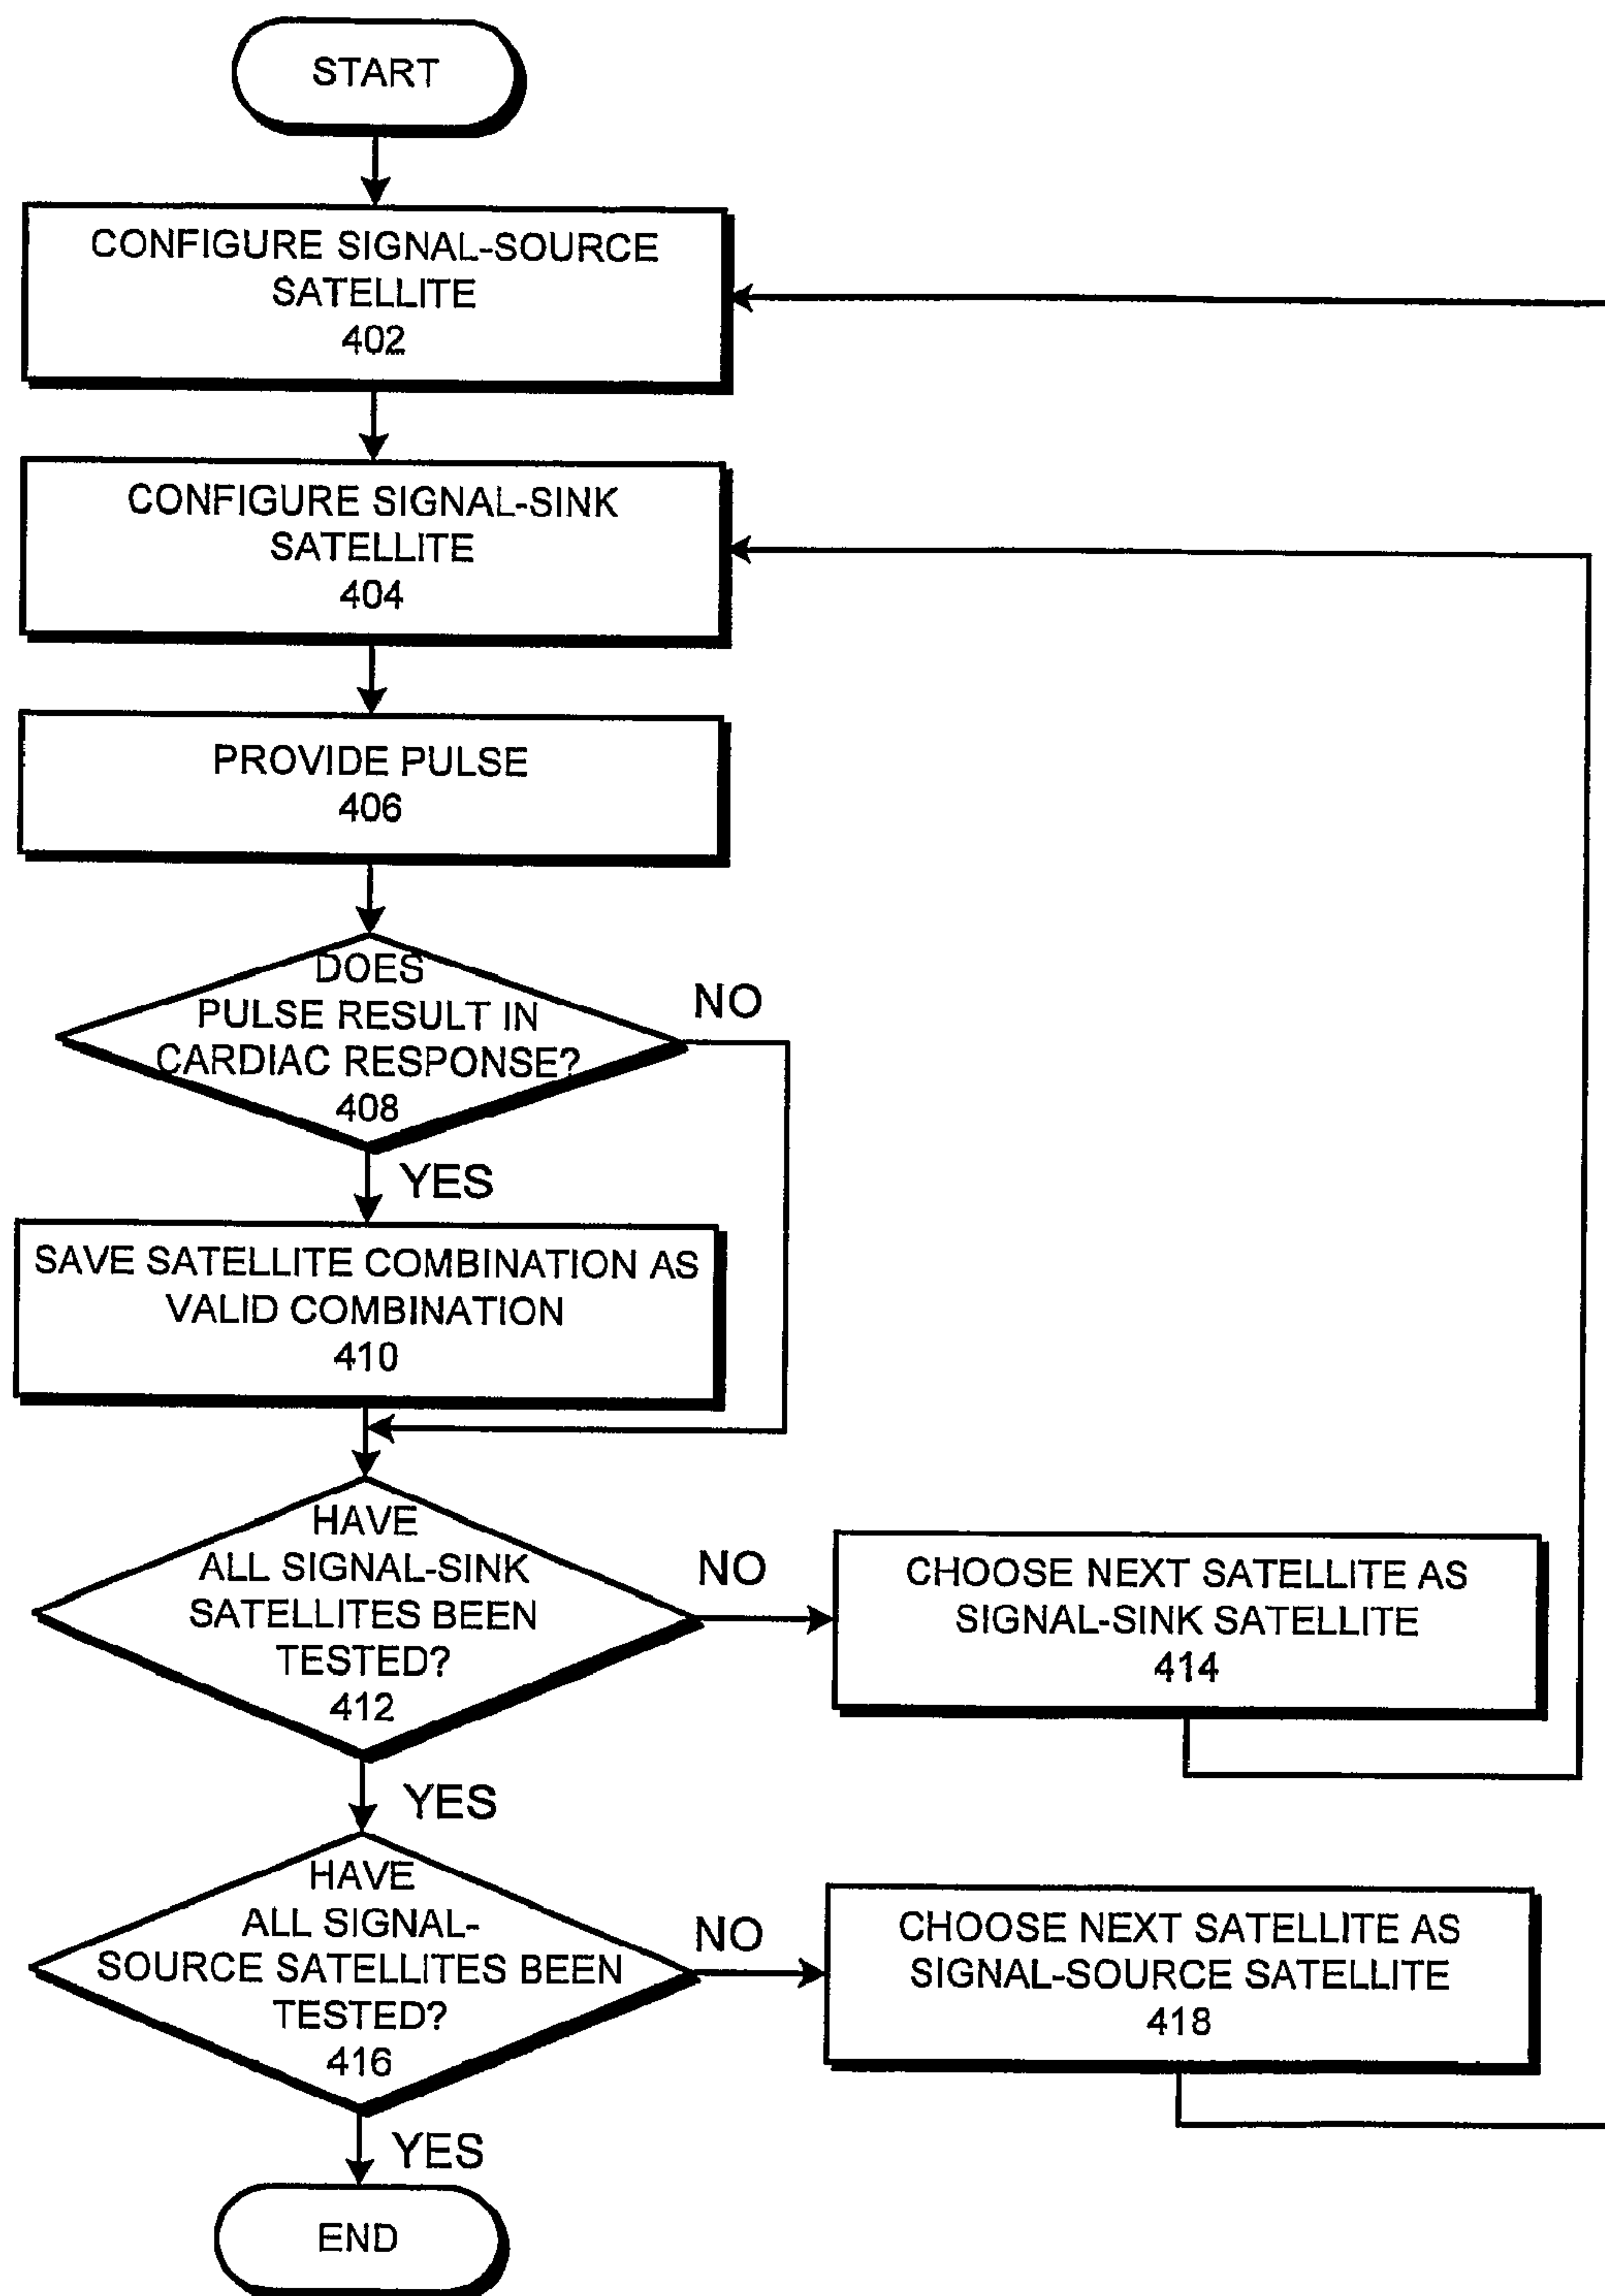 START
CONFIGURE SIGNAL-SOURCE
SATELLITE
402
CONFIGURE SIGNAL-SINK
SATELLITE
404
PROVIDE PULSE
406
DOES
PULSE RESULT IN
CARDIAC RESPONSE?
408
NO
YES
SAVE SATELLITE COMBINATION AS
VALID COMBINATION
410
HAVE
ALL SIGNAL-SINK
SATELLITES BEEN
TESTED?
412
NO
CHOOSE NEXT SATELLITE AS
SIGNAL-SINK SATELLITE
414
YES
HAVE
ALL SIGNAL-
SOURCE SATELLITES BEEN
TESTED?
416
NO
CHOOSE NEXT SATELLITE AS
SIGNAL-SOURCE SATELLITE
418
YES
END